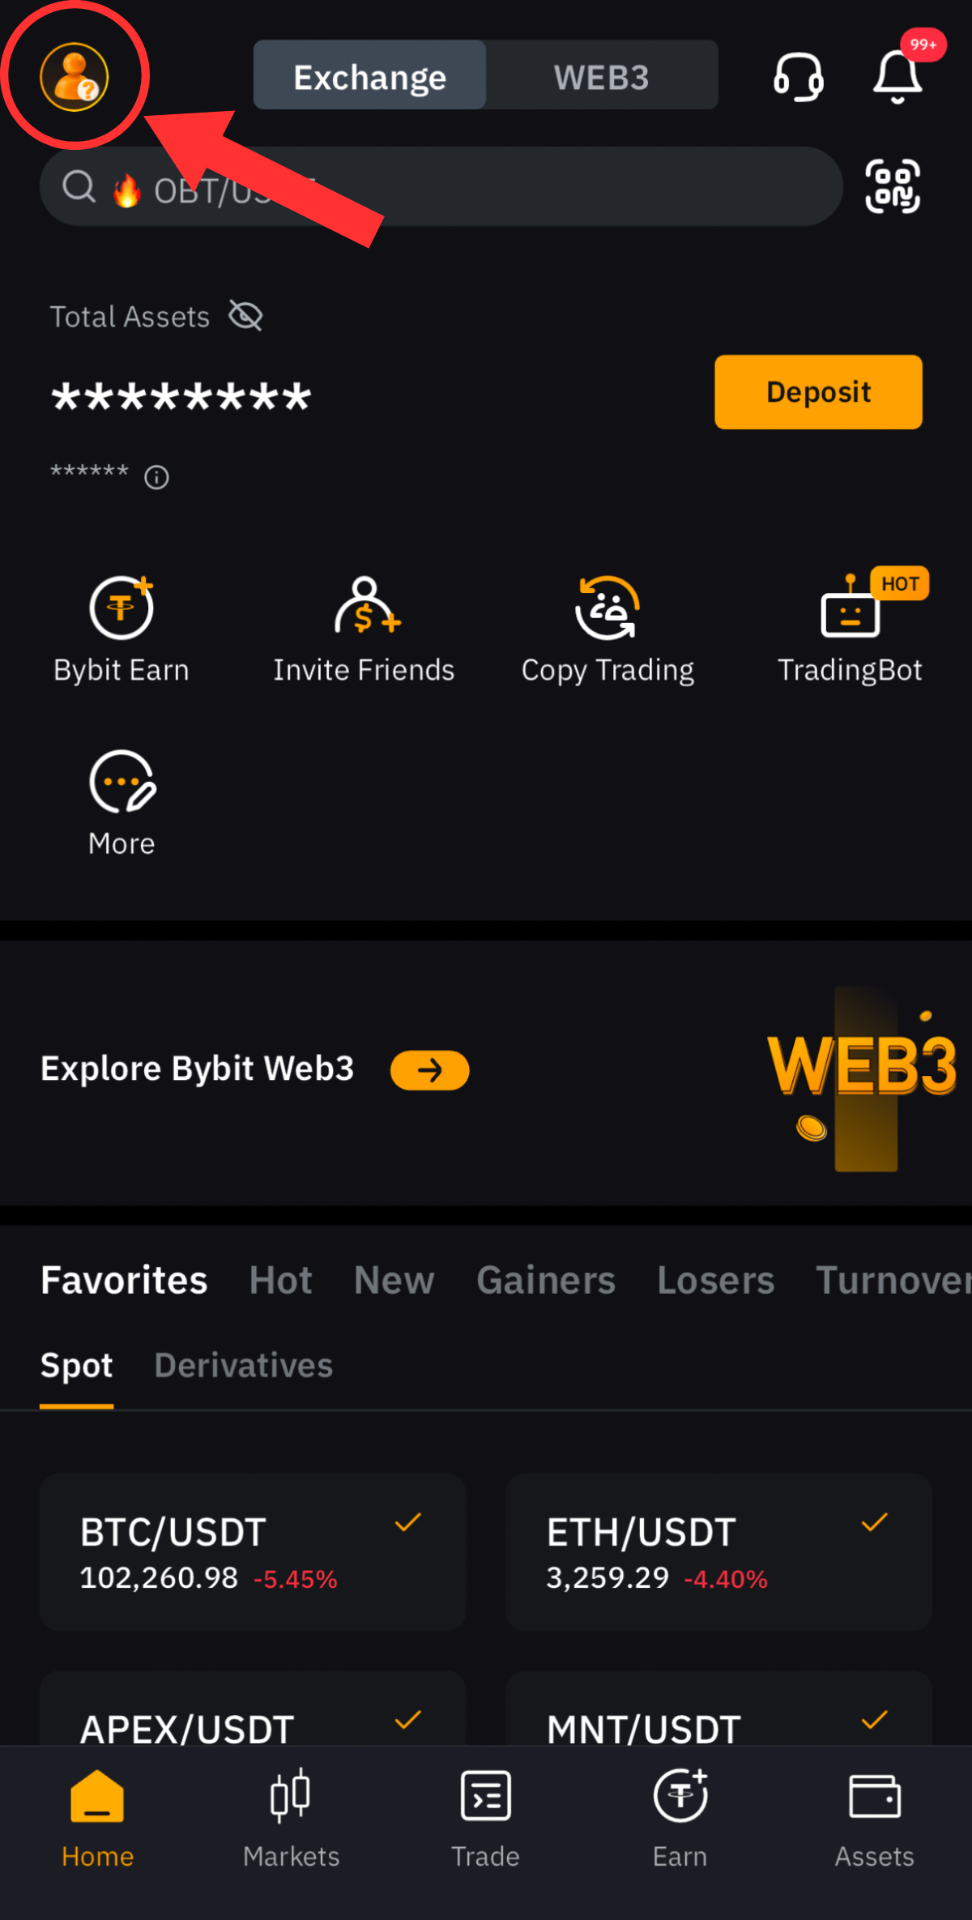 Exchange WEB3 99+
🔥 OBT/US
Total Assets
********
Deposit
******
HOT
Bybit Earn Invite Friends Copy Trading TradingBot
More
Explore Bybit Web3
WEB3
Favorites Hot New Gainers Losers Turnover
Spot Derivatives
BTC/USDT ETH/USDT
102,260.98 -5.45% 3,259.29 -4.40%
APEX/USDT MNT/USDT
Home Markets Trade Earn Assets